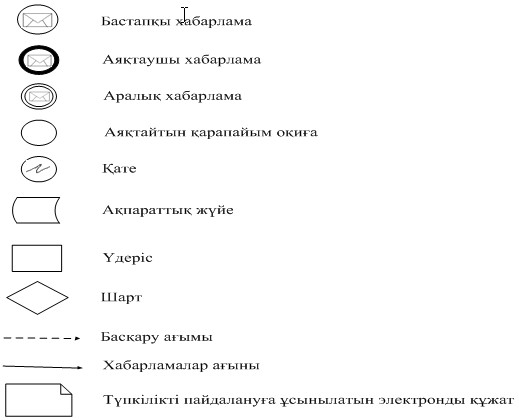 Бастапқы хабарлама
Аяқтаушы хабарлама
Аралық хабарлама
Аяқтайтын қарапайым оқиға
Қате
Ақпараттық жүйе
Үдеріс
Шарт
Басқару ағымы
Хабарламалар ағыны
Түпкілікті пайдалануға ұсынылатын электронды құжат